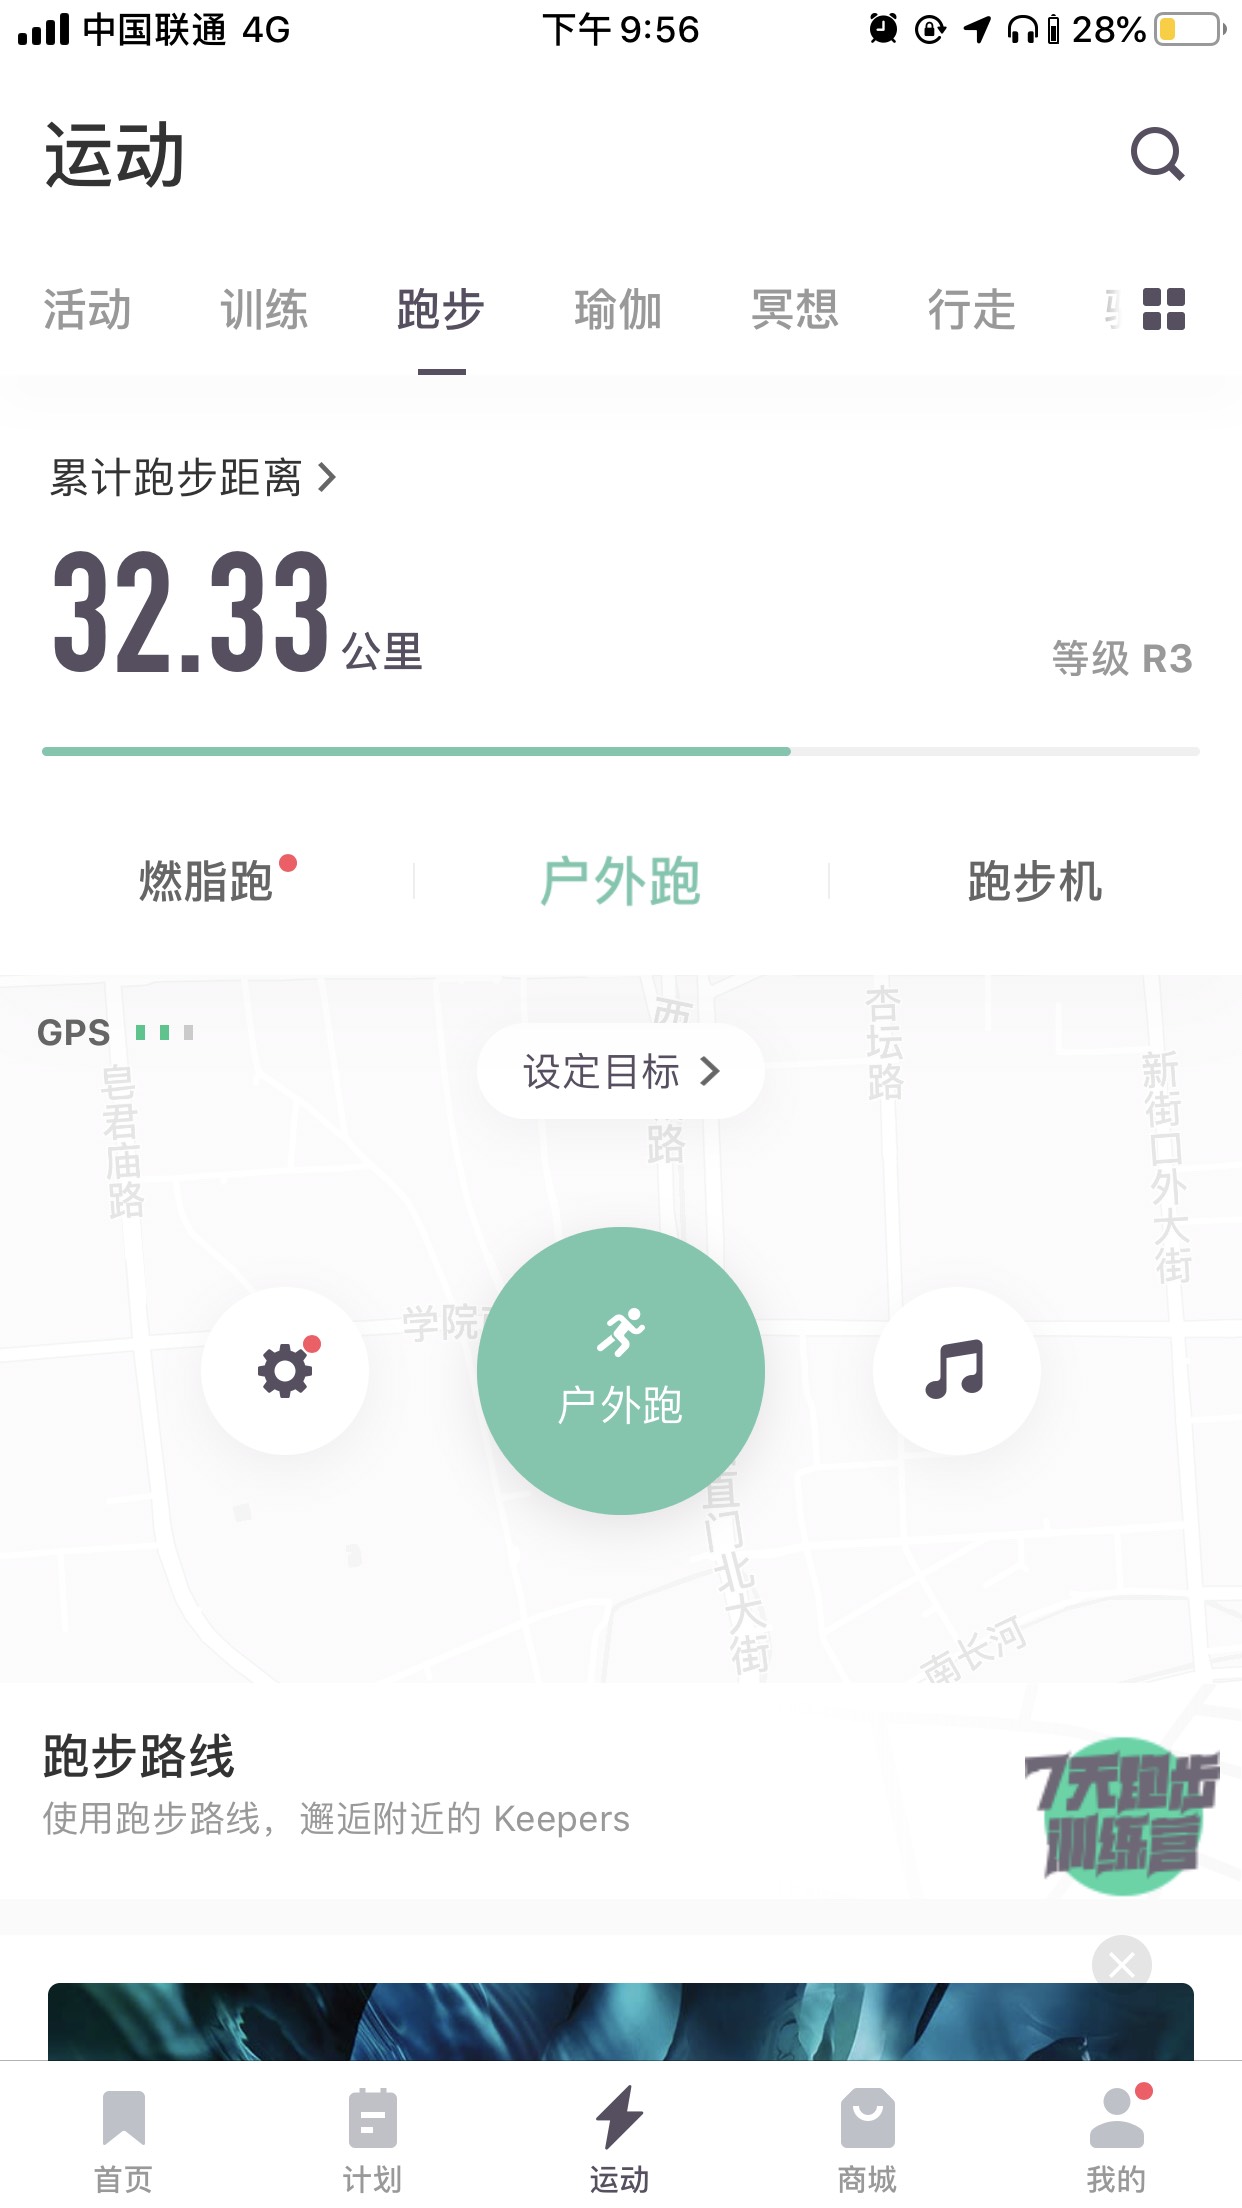 中国联通 4G 下午 9:56 28%
运动
活动 训练 跑步 瑜伽 冥想 行走
累计跑步距离
32.33 公里
等级 R3
燃脂跑 户外跑 跑步机
GPS
设定目标
皂君庙路
西
路
杏坛路
新街口外大街
学院
户外跑
直门北大街
南长河
跑步路线
使用跑步路线，邂逅附近的 Keepers
7天跑步
训练营
首页 计划 运动 商城 我的